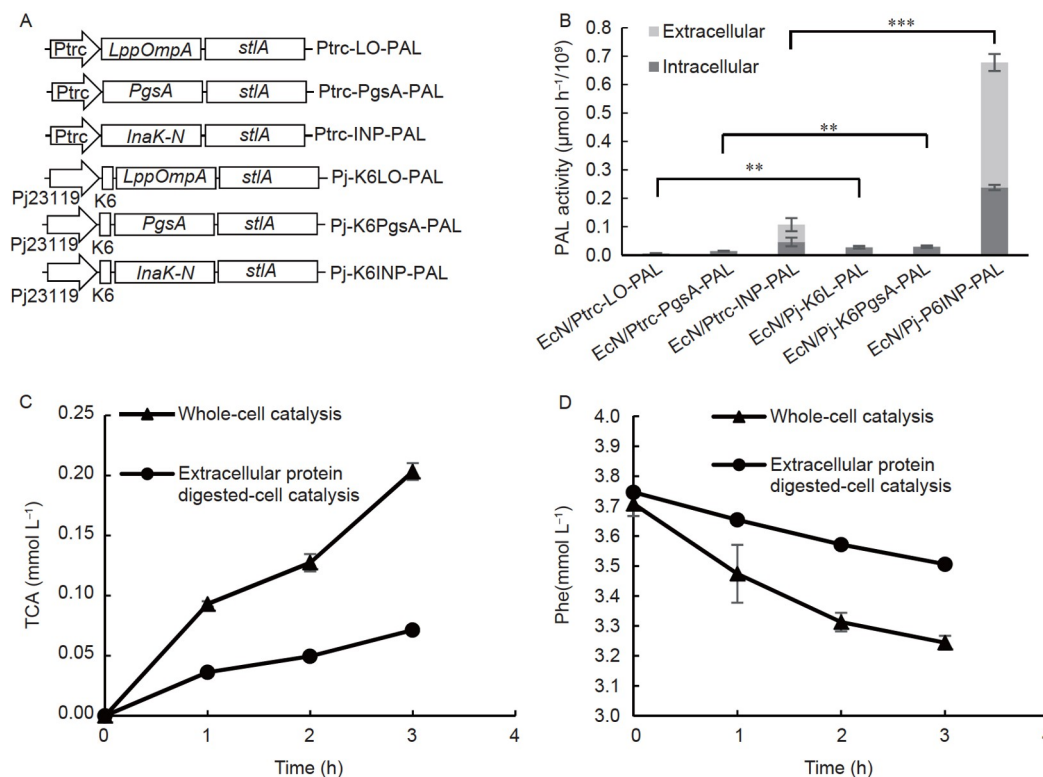 A
Ptrc LppOmpA stlA Ptrc-LO-PAL
Ptrc PgsA stlA Ptrc-PgsA-PAL
Ptrc InaK-N stlA Ptrc-INP-PAL
LppOmpA stlA Pj-K6LO-PAL
Pj23119 K6
PgsA stlA Pj-K6PgsA-PAL
Pj23119 K6
InaK-N stlA Pj-K6INP-PAL
Pj23119 K6
B
PAL activity (μmol h⁻¹/10⁹)
0.8
0.7
0.6
0.5
0.4
0.3
0.2
0.1
0.0
Extracellular
Intracellular
***
**
**
EcN/Ptrc-LO-PAL
EcN/Ptrc-PgsA-PAL
EcN/Ptrc-INP-PAL
EcN/Pj-K6L-PAL
EcN/Pj-K6PgsA-PAL
EcN/Pj-P6INP-PAL
C
TCA (mmol L⁻¹)
0.25
0.20
0.15
0.10
0.05
0.00
Whole-cell catalysis
Extracellular protein
digested-cell catalysis
0 1 2 3 4
Time (h)
D
Phe(mmol L⁻¹)
4.0
3.9
3.8
3.7
3.6
3.5
3.4
3.3
3.2
3.1
3.0
Whole-cell catalysis
Extracellular protein
digested-cell catalysis
0 1 2 3 4
Time (h)